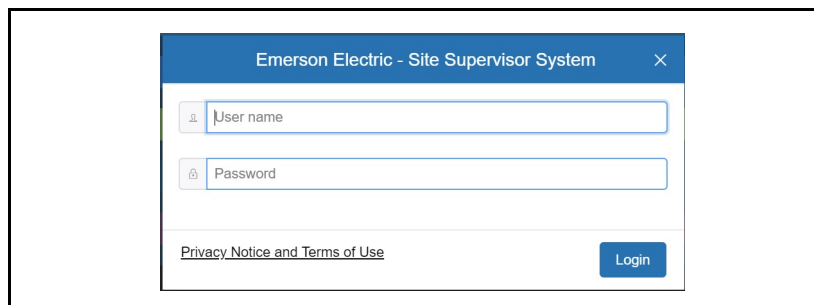 Emerson Electric - Site Supervisor System
User name
Password
Privacy Notice and Terms of Use
Login